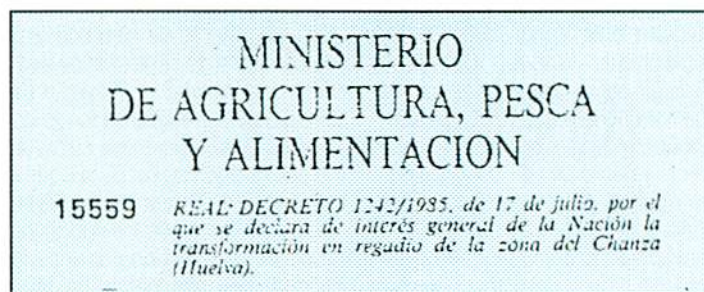 MINISTERIO
DE AGRICULTURA, PESCA
Y ALIMENTACION
15559 REAL DECRETO 1242/1985, de 17 de julio, por el
que se declara de interés general de la Nación la
transformación en regadío de la zona del Chanza
(Huelva).